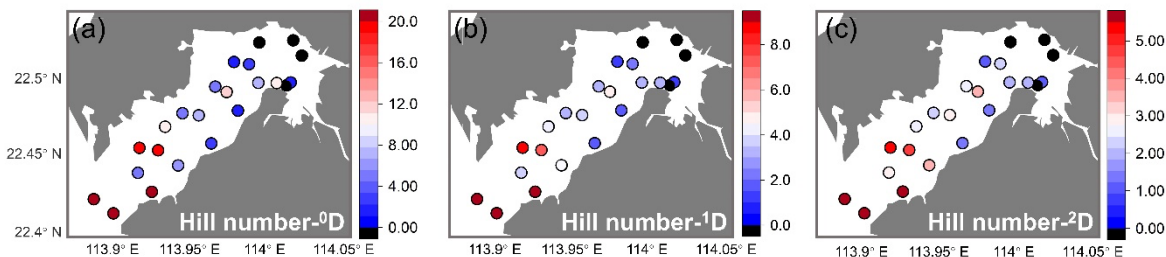 (a)
22.5° N
22.45° N
22.4° N
113.9° E
113.95° E
114° E
114.05° E
Hill number-⁰D
20.0
16.0
12.0
8.00
4.00
0.00
(b)
113.9° E
113.95° E
114° E
114.05° E
Hill number-¹D
8.0
6.0
4.0
2.0
0.0
(c)
113.9° E
113.95° E
114° E
114.05° E
Hill number-²D
5.00
4.00
3.00
2.00
1.00
0.00